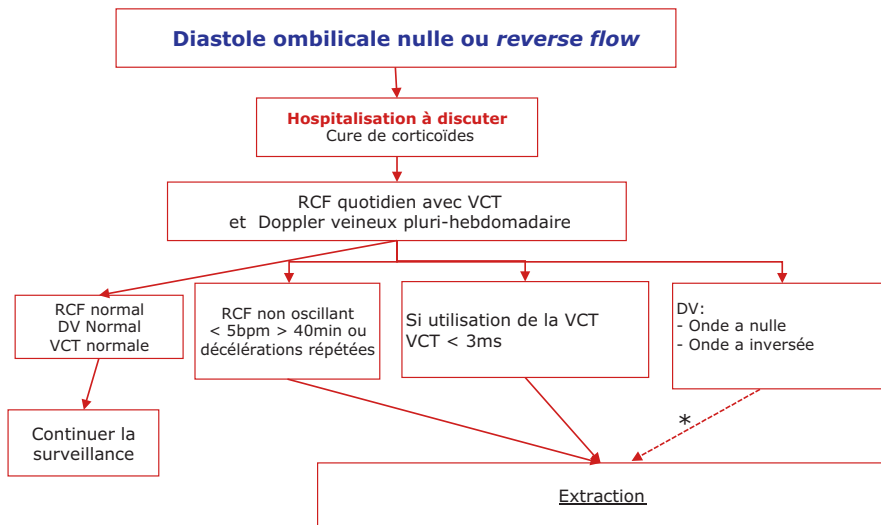 Diastole ombilicale nulle ou reverse flow
Hospitalisation à discuter
Cure de corticoïdes
RCF quotidien avec VCT
et Doppler veineux pluri-hebdomadaire
RCF normal
DV Normal
VCT normale
RCF non oscillant
< 5bpm > 40min ou
décélérations répétées
Si utilisation de la VCT
VCT < 3ms
DV:
- Onde a nulle
- Onde a inversée
Continuer la
surveillance
*
Extraction